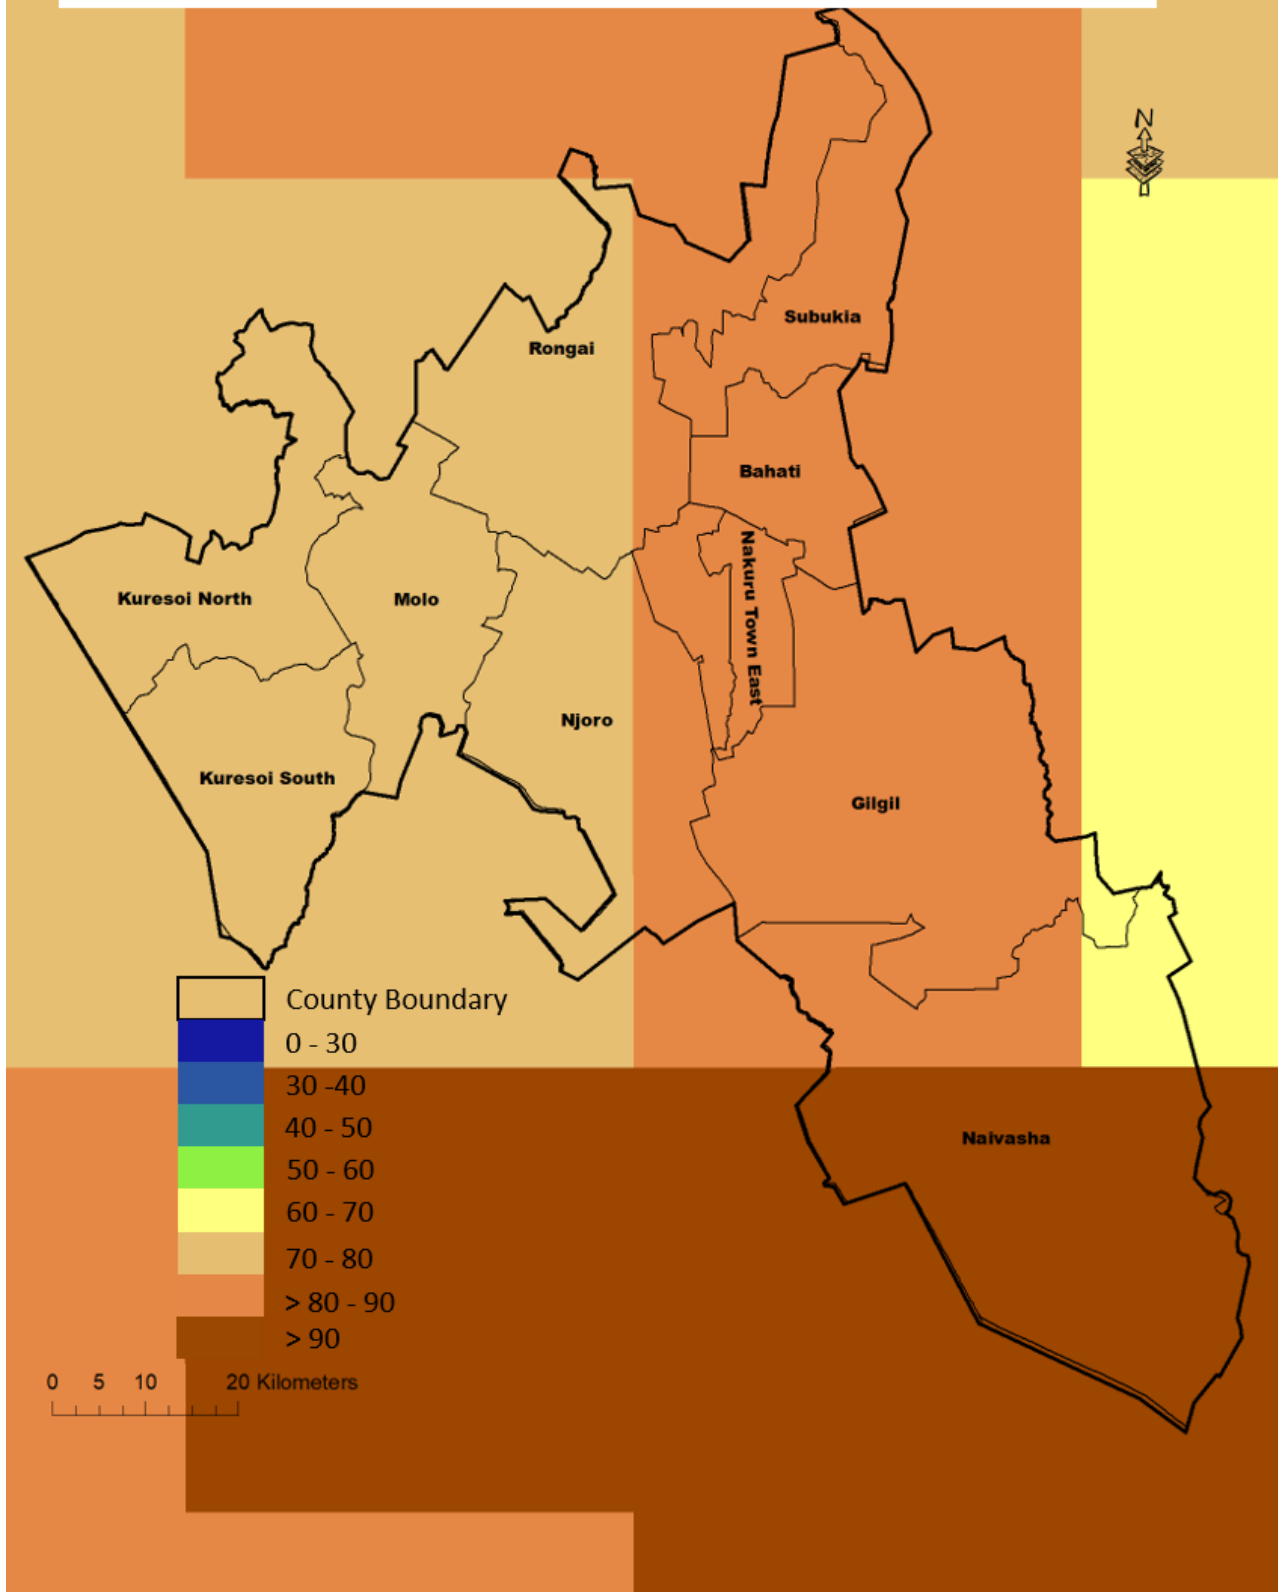 N
Subukia
Rongai
Bahati
Nakuru Town East
Kuresoi North
Molo
Njoro
Kuresoi South
Gilgil
County Boundary
0 - 30
30 -40
40 - 50
50 - 60
60 - 70
70 - 80
> 80 - 90
> 90
Naivasha
0 5 10 20 Kilometers